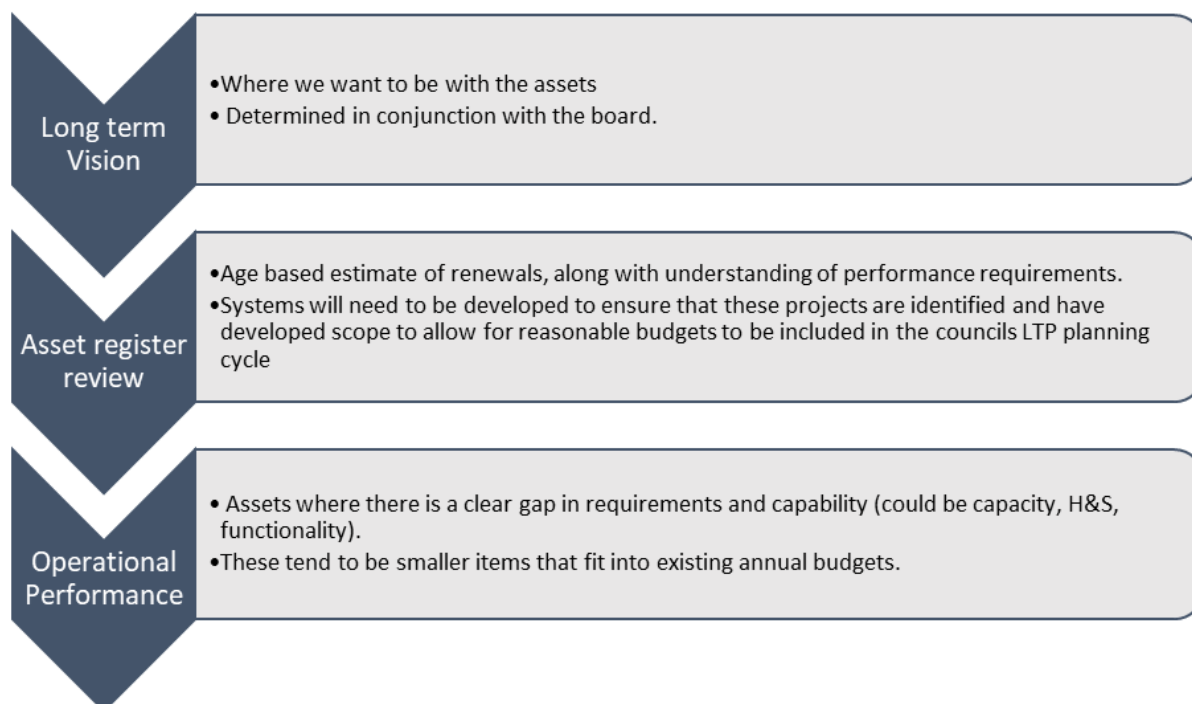 Long term
Vision
•Where we want to be with the assets
• Determined in conjunction with the board.
Asset register
review
•Age based estimate of renewals, along with understanding of performance requirements.
•Systems will need to be developed to ensure that these projects are identified and have
developed scope to allow for reasonable budgets to be included in the councils LTP planning
cycle
Operational
Performance
• Assets where there is a clear gap in requirements and capability (could be capacity, H&S,
functionality).
•These tend to be smaller items that fit into existing annual budgets.